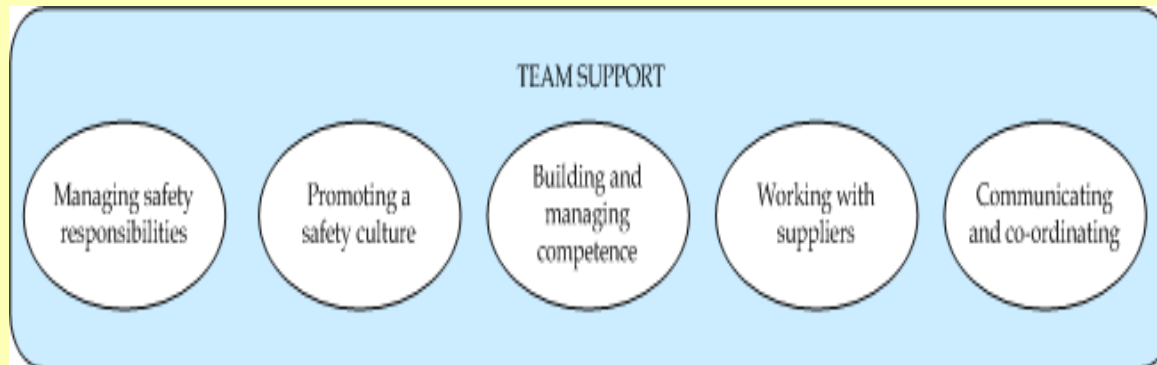 TEAM SUPPORT
Managing safety
responsibilities
Promoting a
safety culture
Building and
managing
competence
Working with
suppliers
Communicating
and co-ordinating